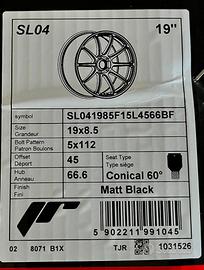 SL04 19"
symbol SL041985F15L4566BF
Size
Grandeur 19x8.5
Bolt Pattern
Patron Boulons 5x112
Offset
Déport 45 Seat Type
Type siège
Hub
Anneau 66.6 Conical 60°
Finish
Fini Matt Black
5 902211 991045
02 8071 B1X TJR 1031526